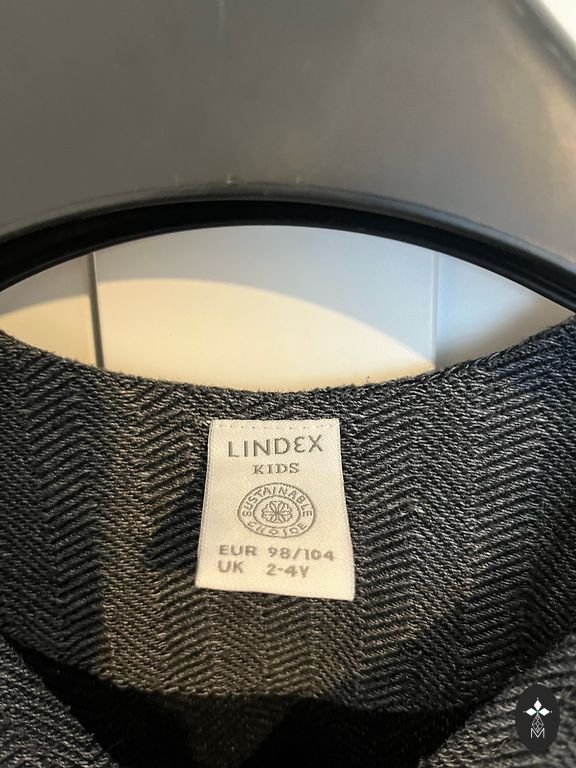 LINDEX
KIDS
SUSTAINABLE
CHOICE
EUR 98/104
UK 2-4Y
M